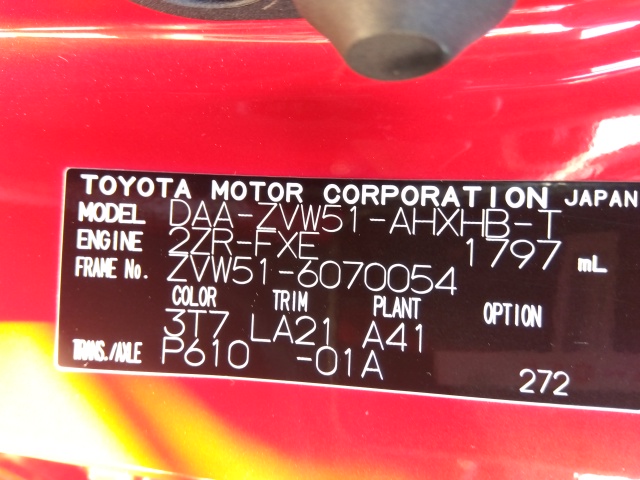 TOYOTA MOTOR CORPORATION JAPAN
MODEL DAA-ZVW51-AHXHB-T
ENGINE 2ZR-FXE 1797 mL
FRAME No. ZVW51-6070054
COLOR TRIM PLANT OPTION
3T7 LA21 A41
TRANS./AXLE P610 -01A
272